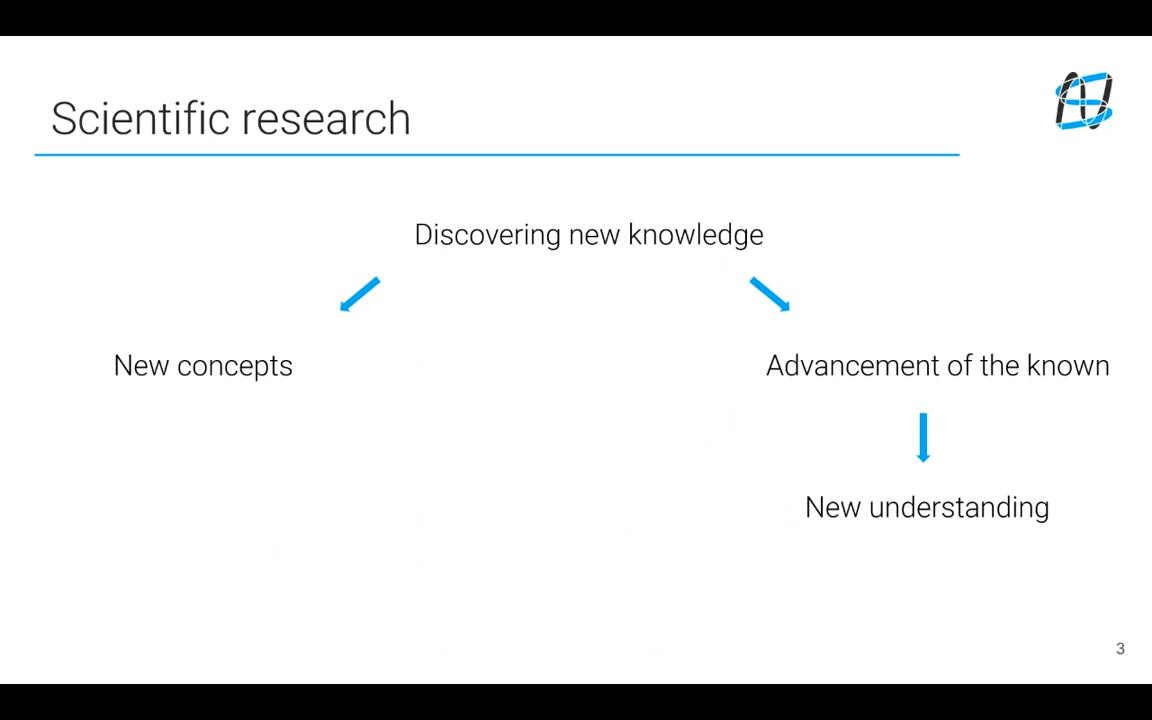 Scientific research
Discovering new knowledge
New concepts
Advancement of the known
New understanding
3